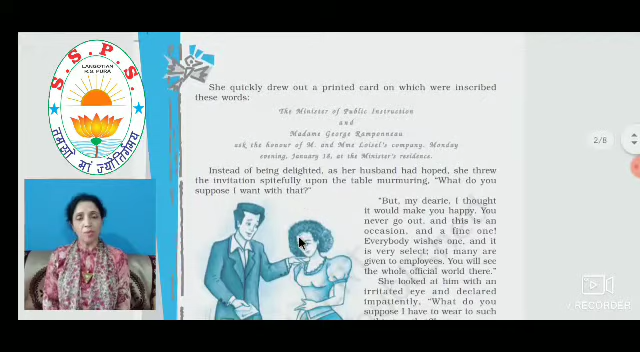 S. S. P. S.
LANGOTIAN
R.S. PURA
तमसो मां ज्योतिर्गमय
She quickly drew out a printed card on which were inscribed
these words:
The Minister of Public Instruction
and
Madame George Ramponneau
ask the honour of M. and Mme Loisel's company, Monday
evening, January 18, at the Minister's residence.
Instead of being delighted, as her husband had hoped, she threw
the invitation spitefully upon the table murmuring, "What do you
suppose I want with that?"
"But, my dearie, I thought
it would make you happy. You
never go out, and this is an
occasion, and a fine one!
Everybody wishes one, and it
is very select; not many are
given to employees. You will see
the whole official world there."
She looked at him with an
irritated eye and declared
impatiently, "What do you
suppose I have to wear to such
2/8
RECORDER